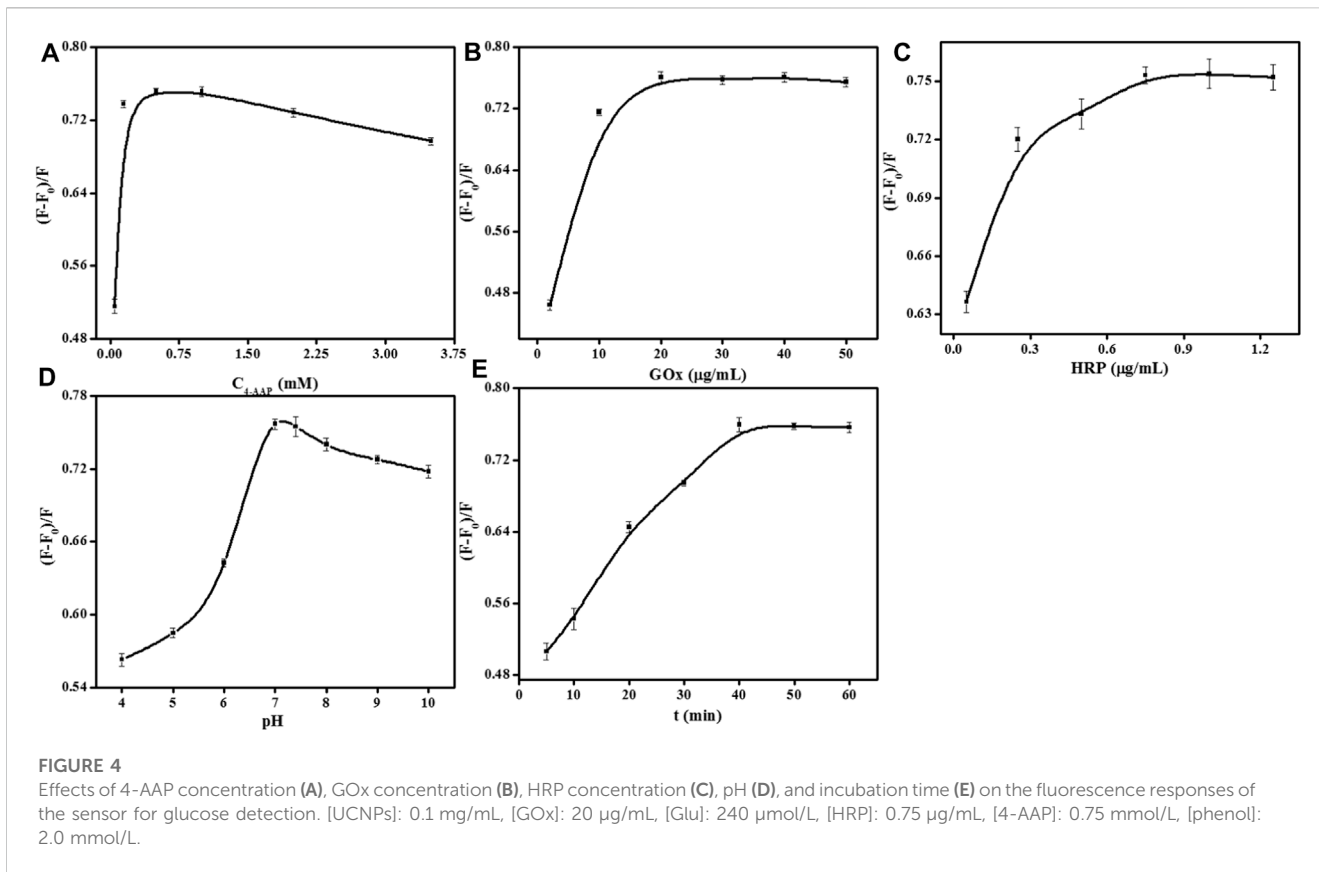 A
0.80
0.72
0.64
0.56
0.48
(F-F0)/F
0.00 0.75 1.50 2.25 3.00 3.75
C4-AAP (mM)
B
0.80
0.72
0.64
0.56
0.48
(F-F0)/F
0 10 20 30 40 50
GOx (μg/mL)
C
0.75
0.72
0.69
0.66
0.63
(F-F0)/F
0.0 0.3 0.6 0.9 1.2
HRP (μg/mL)
D
0.78
0.72
0.66
0.60
0.54
(F-F0)/F
4 5 6 7 8 9 10
pH
E
0.80
0.72
0.64
0.56
0.48
(F-F0)/F
0 10 20 30 40 50 60
t (min)
FIGURE 4
Effects of 4-AAP concentration (A), GOx concentration (B), HRP concentration (C), pH (D), and incubation time (E) on the fluorescence responses of
the sensor for glucose detection. [UCNPs]: 0.1 mg/mL, [GOx]: 20 μg/mL, [Glu]: 240 μmol/L, [HRP]: 0.75 μg/mL, [4-AAP]: 0.75 mmol/L, [phenol]:
2.0 mmol/L.